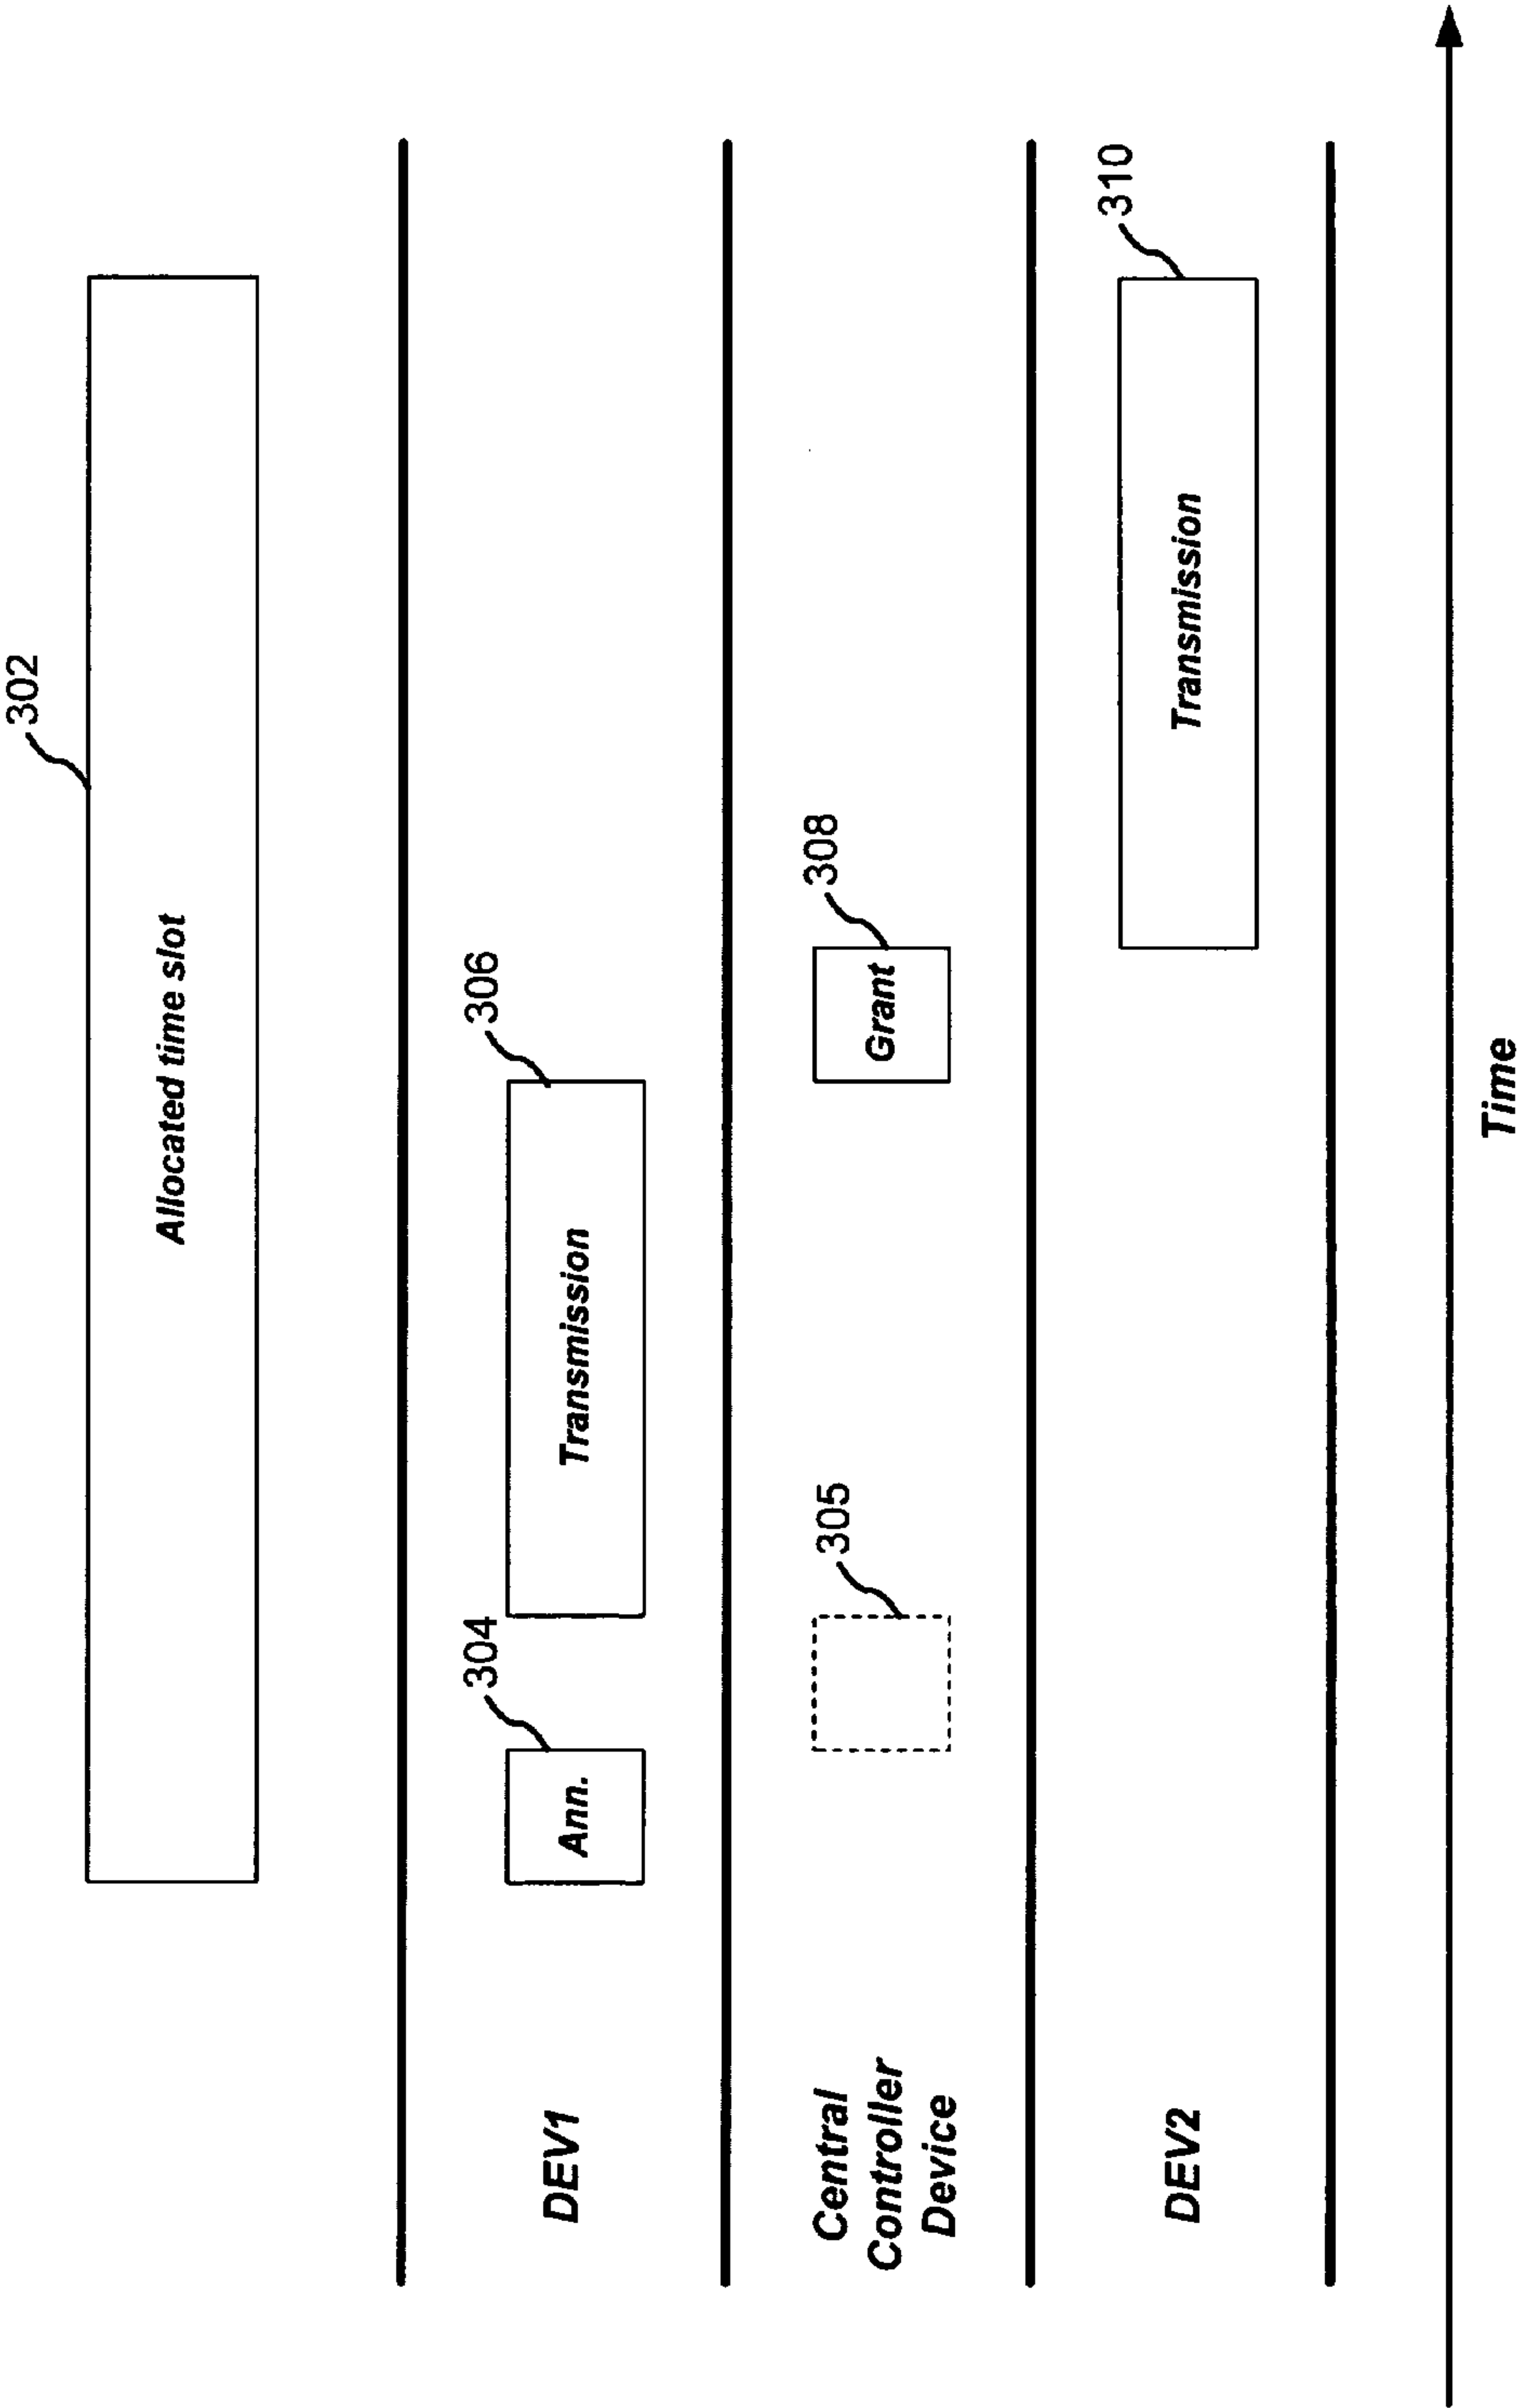 302
Allocated time slot
304
306
Ann.
Transmission
DEV1
305
308
Grant
Central
Controller
Device
310
Transmission
DEV2
Time